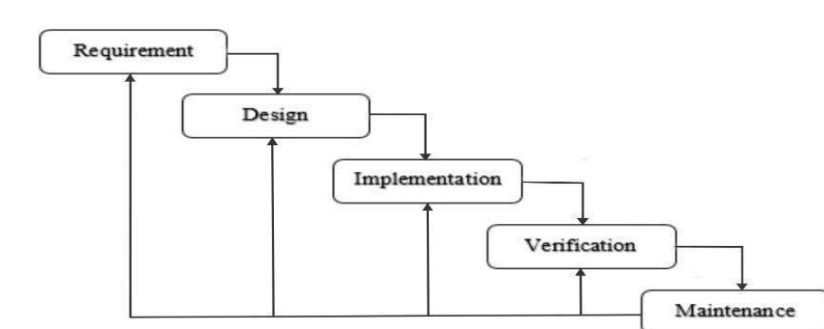 Requirement
Design
Implementation
Verification
Maintenance